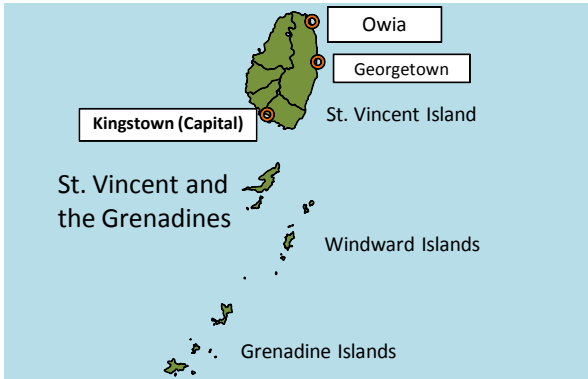 Owia
Georgetown
Kingstown (Capital)
St. Vincent Island
St. Vincent and
the Grenadines
Windward Islands
Grenadine Islands